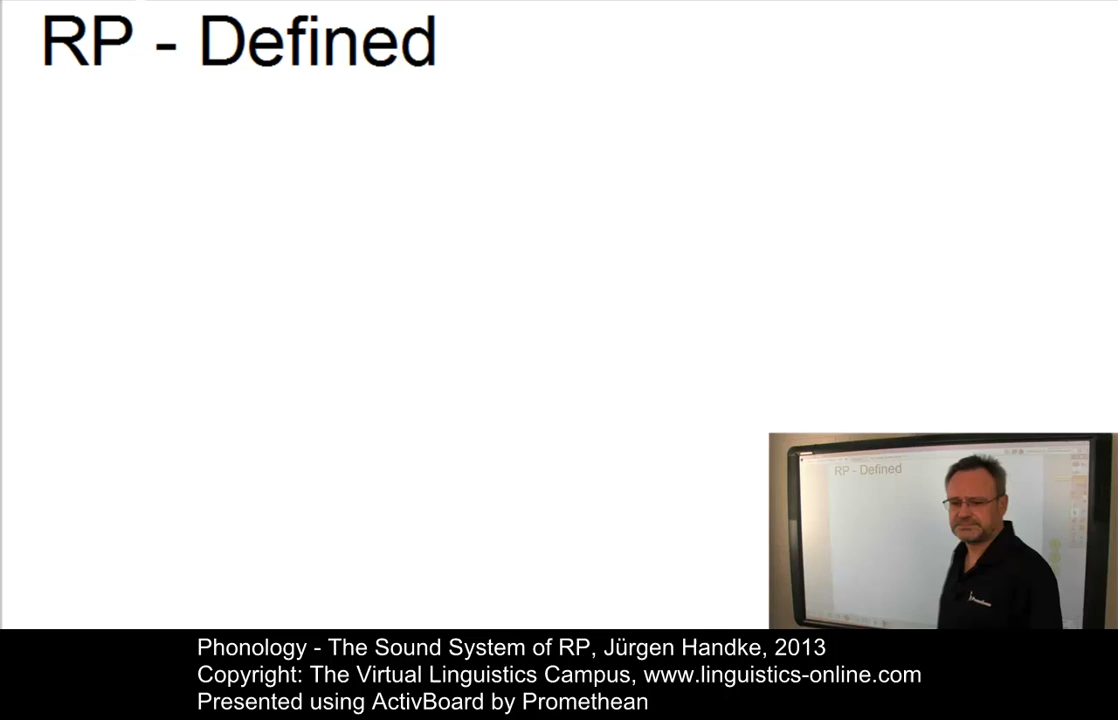 RP - Defined
RP - Defined
Promethean
Phonology - The Sound System of RP, Jürgen Handke, 2013
Copyright: The Virtual Linguistics Campus, www.linguistics-online.com
Presented using ActivBoard by Promethean